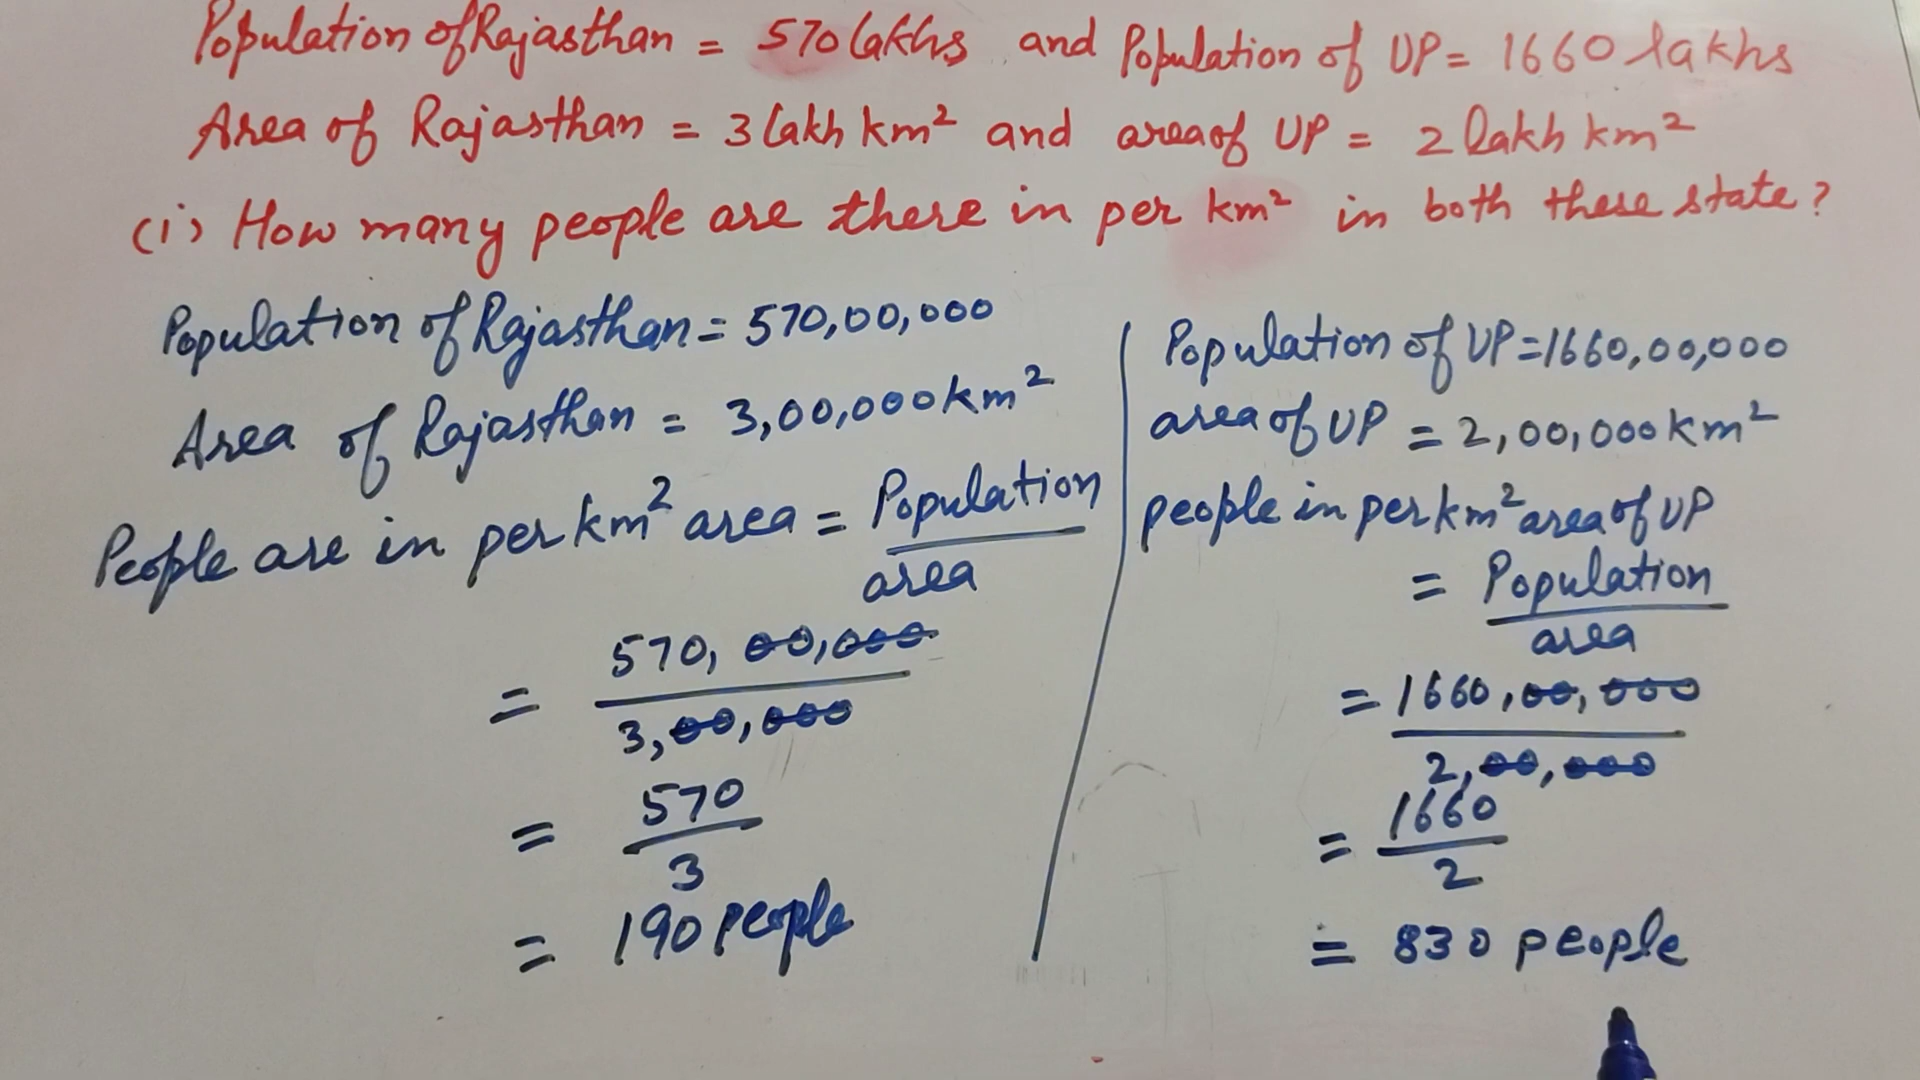 Population of Rajasthan = 570 lakhs and Population of UP = 1660 lakhs
Area of Rajasthan = 3 lakh km² and area of UP = 2 lakh km²
(i) How many people are there in per km² in both these state?
Population of Rajasthan = 570,00,000
Area of Rajasthan = 3,00,000 km²
People are in per km² area = Population
area
= 570,00,000
3,00,000
= 570
3
= 190 people
Population of UP = 1660,00,000
area of UP = 2,00,000 km²
people in per km² area of UP
= Population
area
= 1660,00,000
2,00,000
= 1660
2
= 830 people